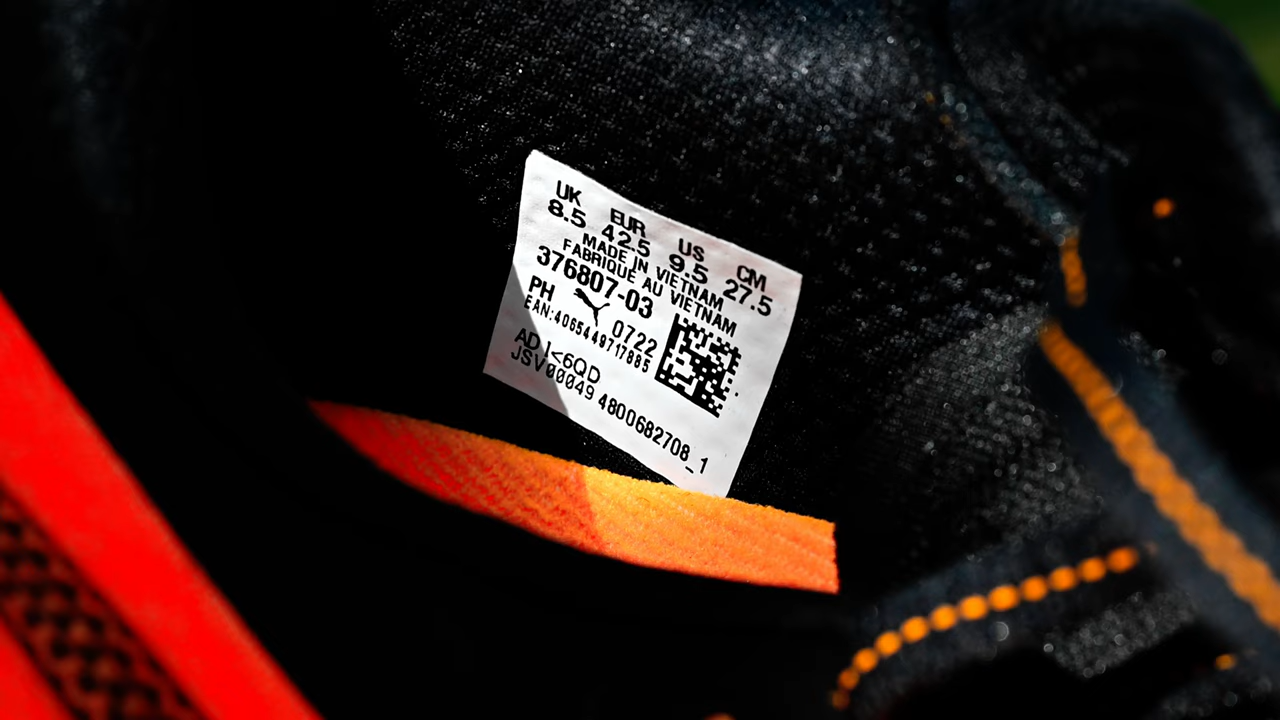 UK EUR US CM
8.5 42.5 9.5 27.5
MADE IN VIETNAM
FABRIQUE AU VIETNAM
376807-03
PH 0722
EAN:4065449717885
AD I<6QD
JSV00049 4800682708_1